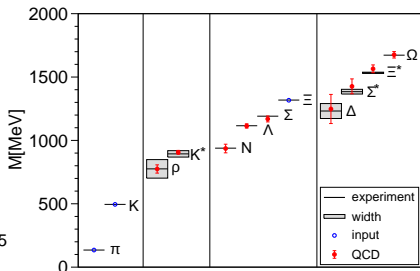 2000
1500
1000
500
0
M[MeV]
5
π
K
ρ
K*
N
Λ
Σ
Ξ
Δ
Σ*
Ξ*
Ω
experiment
width
input
QCD